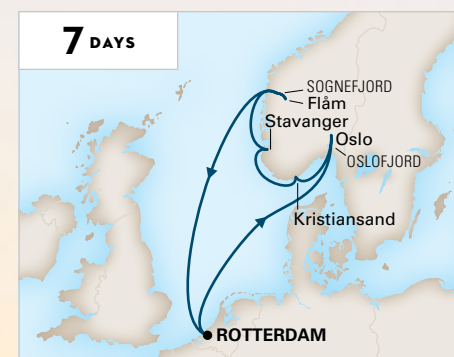 7 DAYS
SOGNEFJORD
Flåm
Stavanger
Oslo
OSLOFJORD
Kristiansand
ROTTERDAM